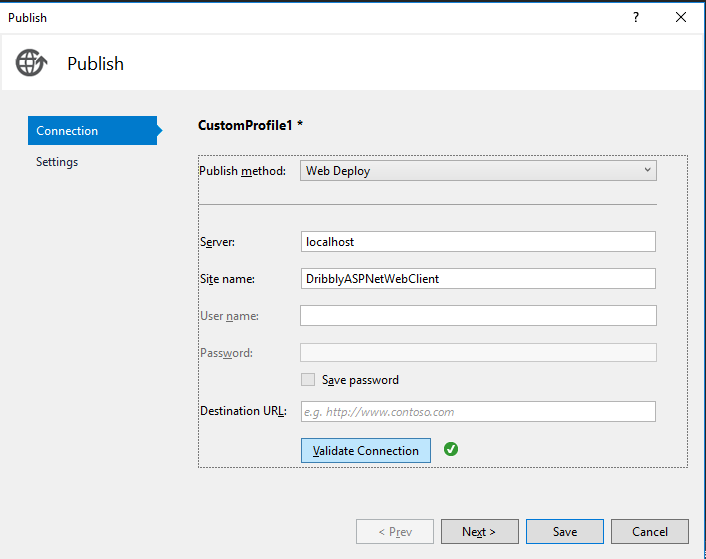 Publish
?
Publish
Connection
Settings
CustomProfile1 *
Publish method: Web Deploy
Server: localhost
Site name: DribblyASPNetWebClient
User name:
Password:
Save password
Destination URL: e.g. http://www.contoso.com
Validate Connection
< Prev Next > Save Cancel